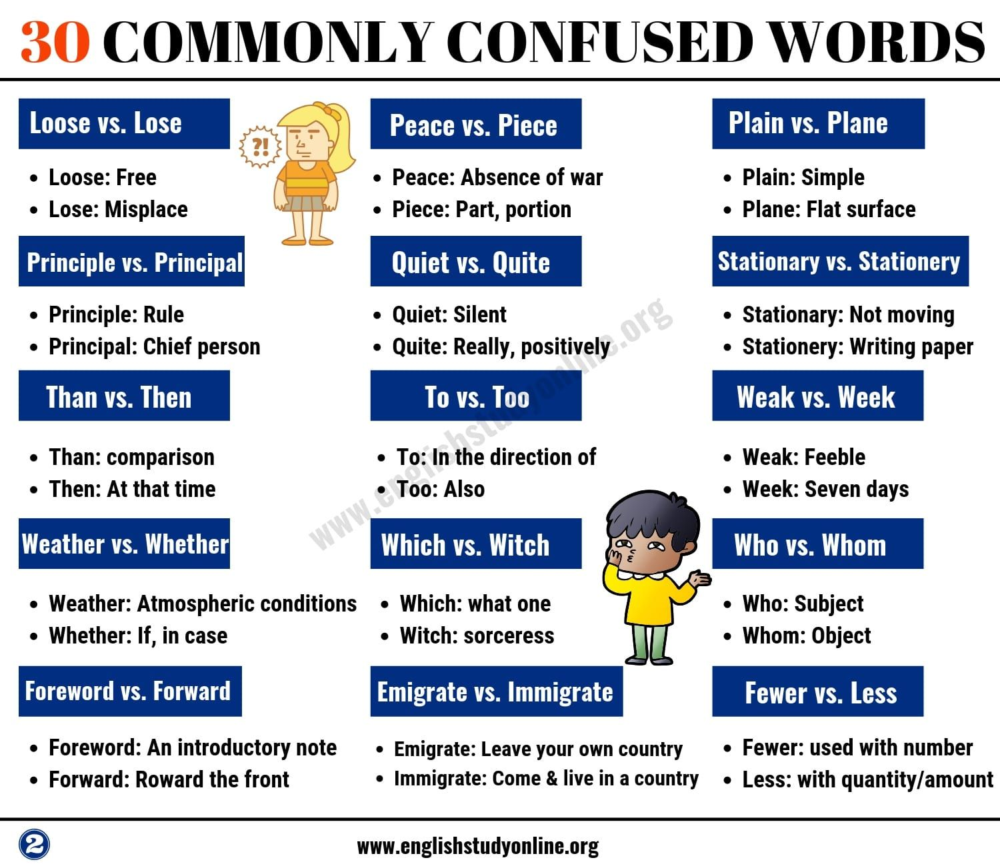 30 COMMONLY CONFUSED WORDS
Loose vs. Lose
Loose: Free
Lose: Misplace
?!
Peace vs. Piece
Peace: Absence of war
Piece: Part, portion
Plain vs. Plane
Plain: Simple
Plane: Flat surface
Principle vs. Principal
Principle: Rule
Principal: Chief person
Quiet vs. Quite
Quiet: Silent
Quite: Really, positively
Stationary vs. Stationery
Stationary: Not moving
Stationery: Writing paper
Than vs. Then
Than: comparison
Then: At that time
To vs. Too
To: In the direction of
Too: Also
Weak vs. Week
Weak: Feeble
Week: Seven days
www.englishstudyonline.org
Weather vs. Whether
Weather: Atmospheric conditions
Whether: If, in case
Which vs. Witch
Which: what one
Witch: sorceress
Who vs. Whom
Who: Subject
Whom: Object
Foreword vs. Forward
Foreword: An introductory note
Forward: Roward the front
Emigrate vs. Immigrate
Emigrate: Leave your own country
Immigrate: Come & live in a country
Fewer vs. Less
Fewer: used with number
Less: with quantity/amount
2
www.englishstudyonline.org